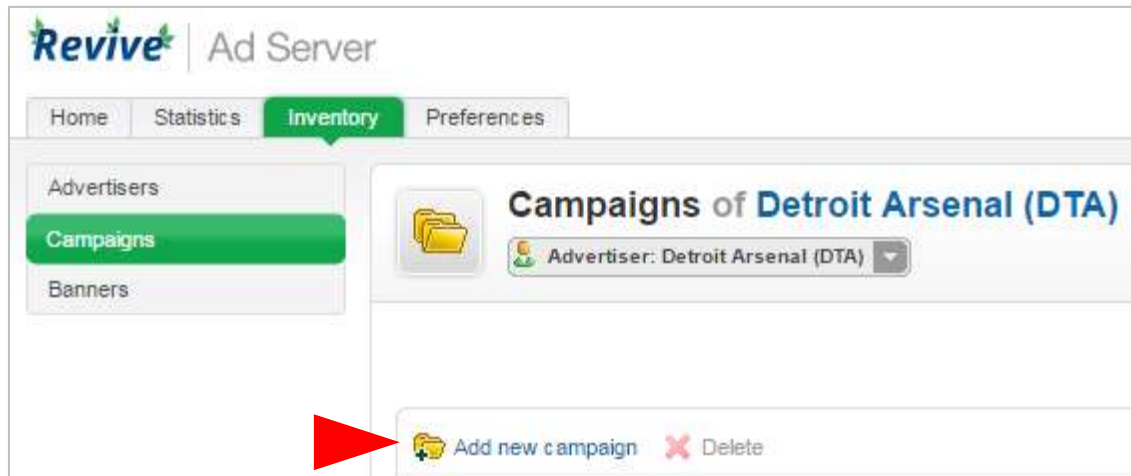 Revive Ad Server
Home Statistics Inventory Preferences
Advertisers
Campaigns
Banners
Campaigns of Detroit Arsenal (DTA)
Advertiser: Detroit Arsenal (DTA)
Add new campaign Delete